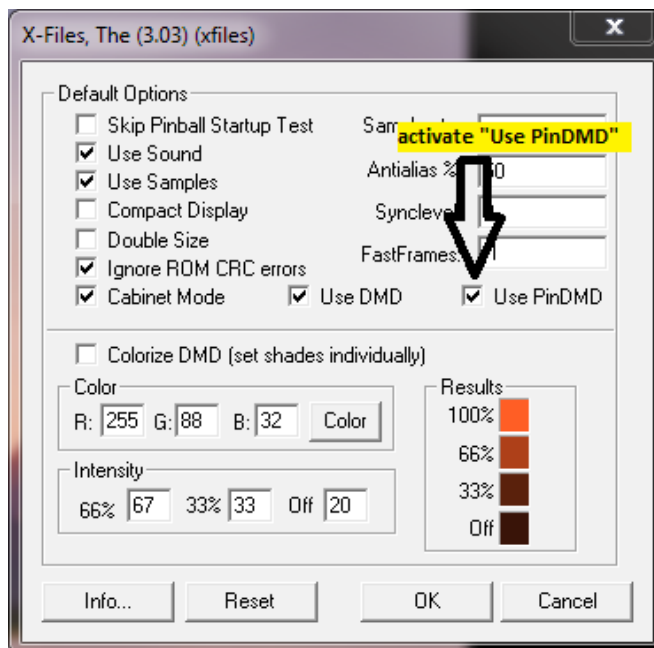 X-Files, The (3.03) (xfiles)
x
Default Options
Skip Pinball Startup Test
activate "Use PinDMD"
Use Sound
Use Samples
Antialias %
Compact Display
Double Size
FastFrames:
Ignore ROM CRC errors
Cabinet Mode Use DMD Use PinDMD
Colorize DMD (set shades individually)
Color
R: 255 G: 88 B: 32 Color
Intensity
66% 67 33% 33 Off 20
Results
100%
66%
33%
Off
Info... Reset OK Cancel